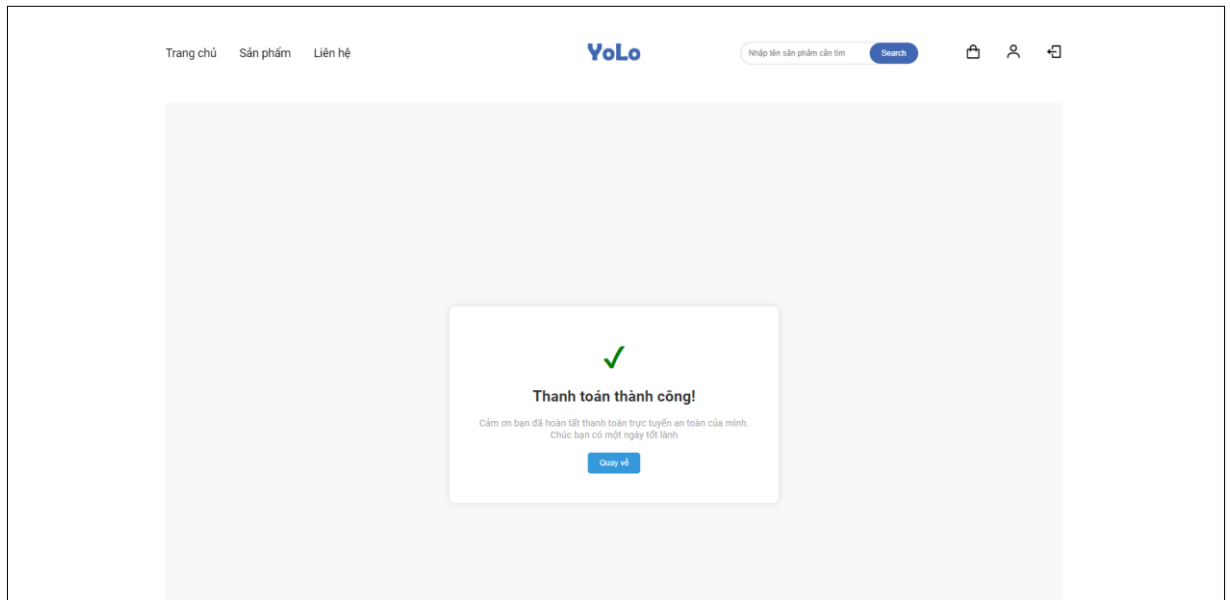 Trang chủ Sản phẩm Liên hệ YoLo Nhập tên sản phẩm cần tìm Search
Thanh toán thành công!
Cảm ơn bạn đã hoàn tất thanh toán trực tuyến an toàn của mình.
Chúc bạn có một ngày tốt lành
Quay về